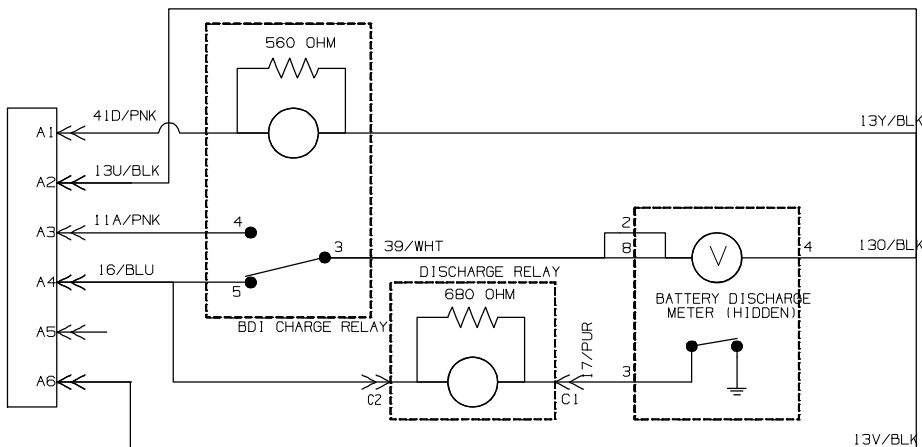 560 OHM
41D/PNK
A1
13Y/BLK
13U/BLK
A2
11A/PNK
A3
4
2
3
39/WHT
8
V
4
13O/BLK
16/BLU
A4
5
DISCHARGE RELAY
680 OHM
BATTERY DISCHARGE
METER (HIDDEN)
BDI CHARGE RELAY
A5
17/PUR
A6
3
C2
C1
13V/BLK